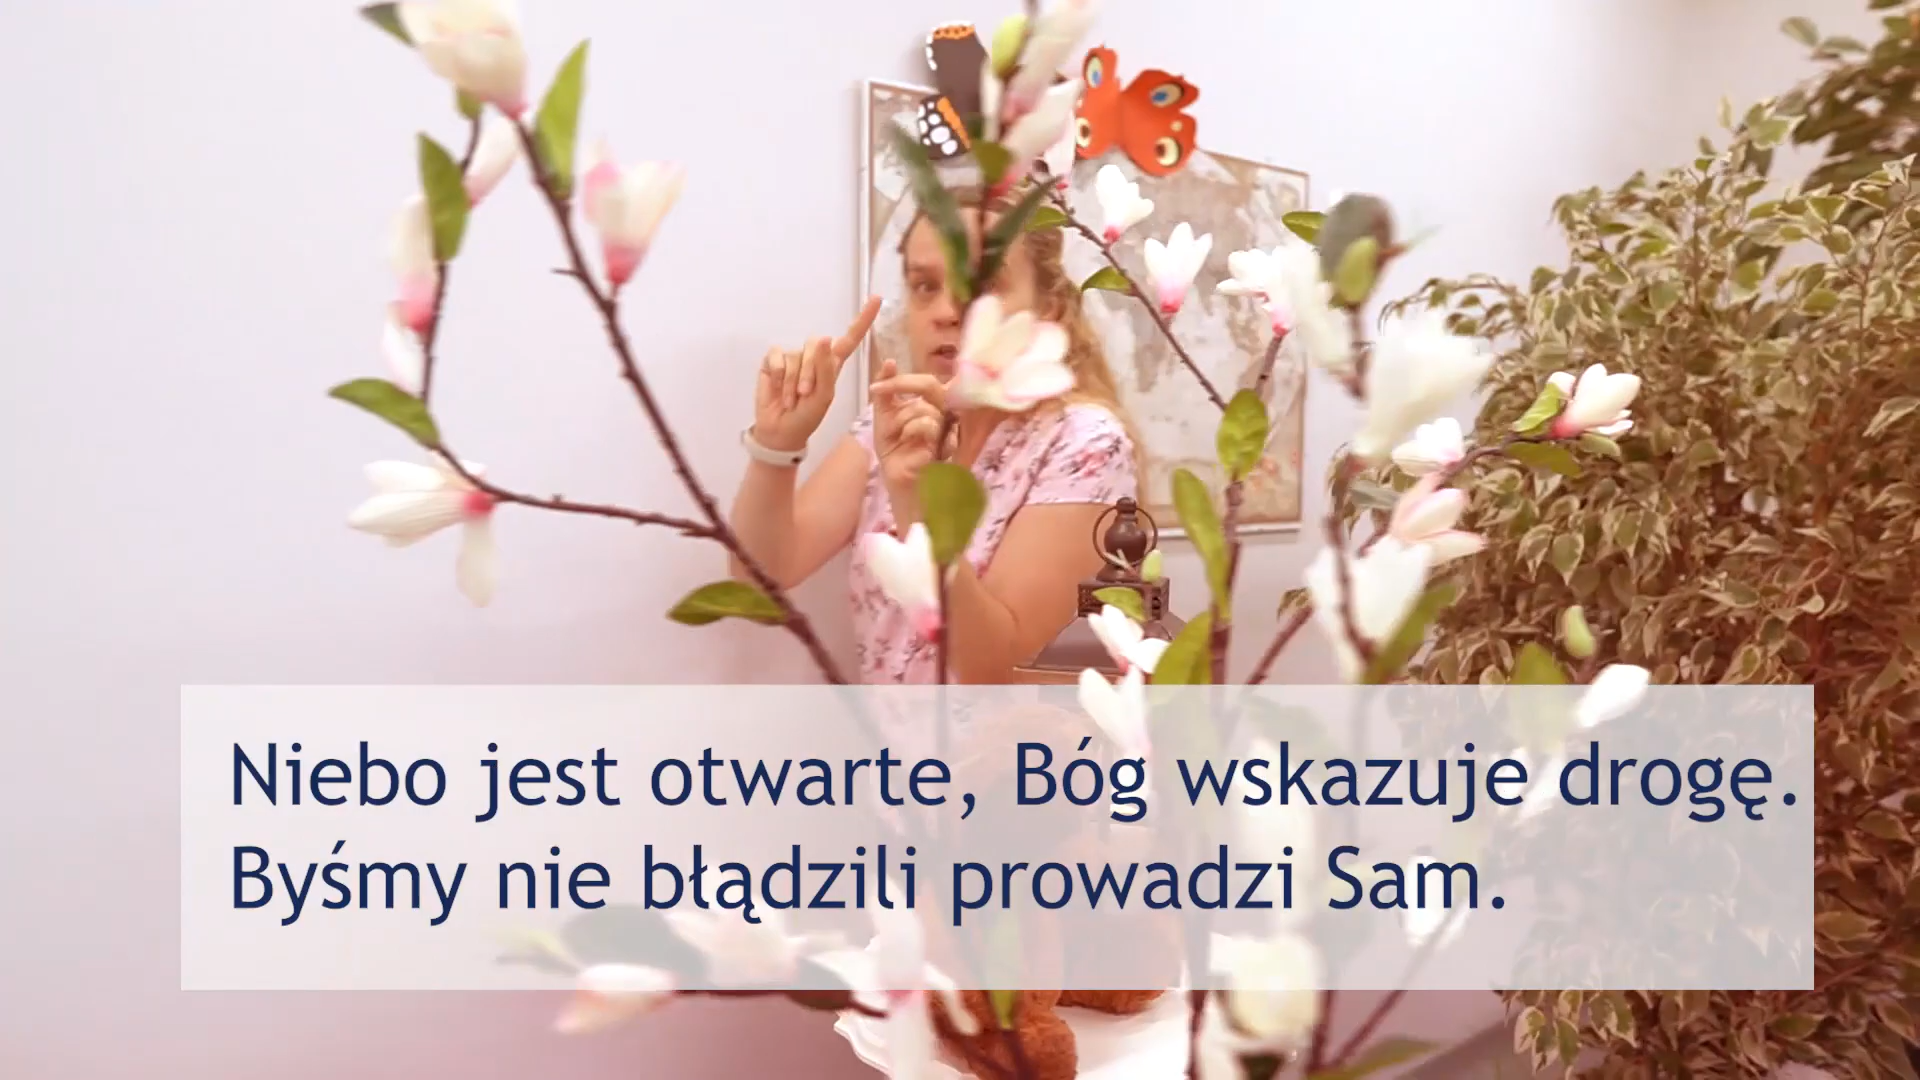 Niebo jest otwarte, Bóg wskazuje drogę.
Byśmy nie błądzili prowadzi Sam.